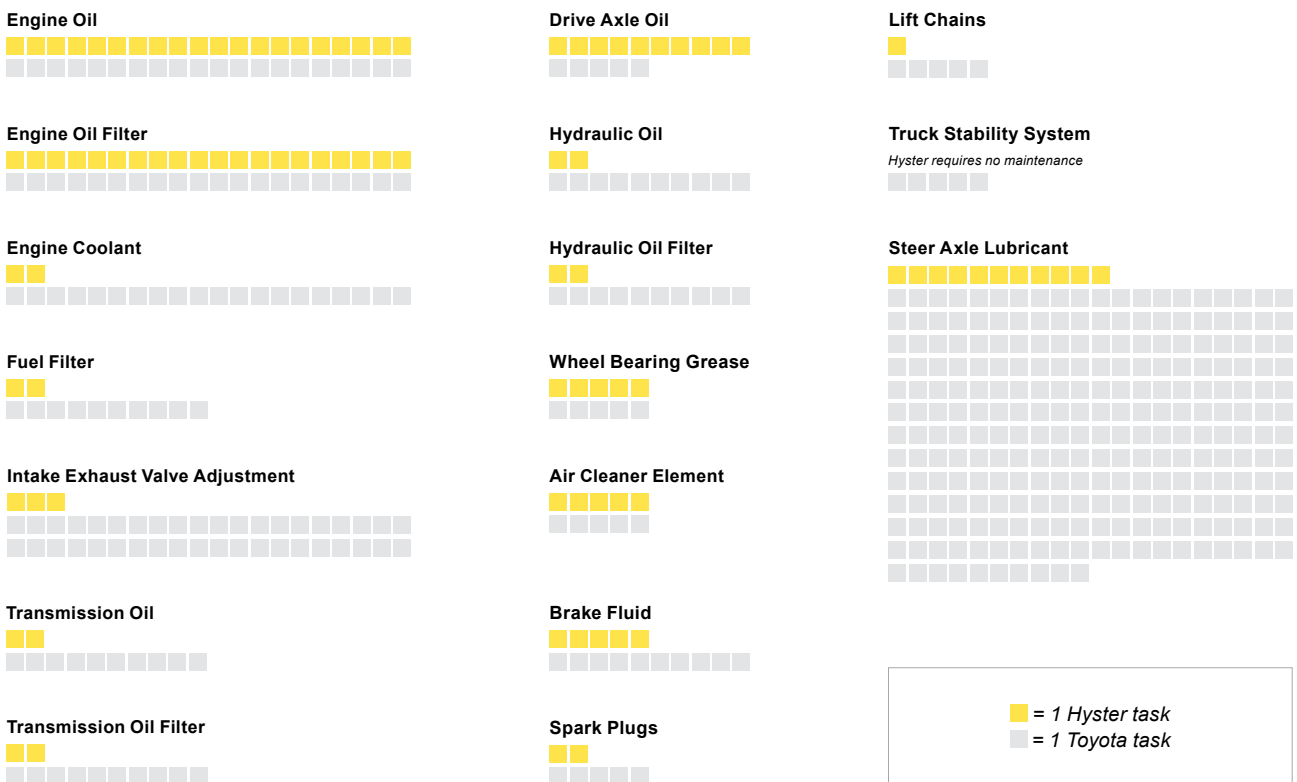 Engine Oil
Engine Oil Filter
Engine Coolant
Fuel Filter
Intake Exhaust Valve Adjustment
Transmission Oil
Transmission Oil Filter
Drive Axle Oil
Hydraulic Oil
Hydraulic Oil Filter
Wheel Bearing Grease
Air Cleaner Element
Brake Fluid
Spark Plugs
Lift Chains
Truck Stability System
Hyster requires no maintenance
Steer Axle Lubricant
= 1 Hyster task
= 1 Toyota task